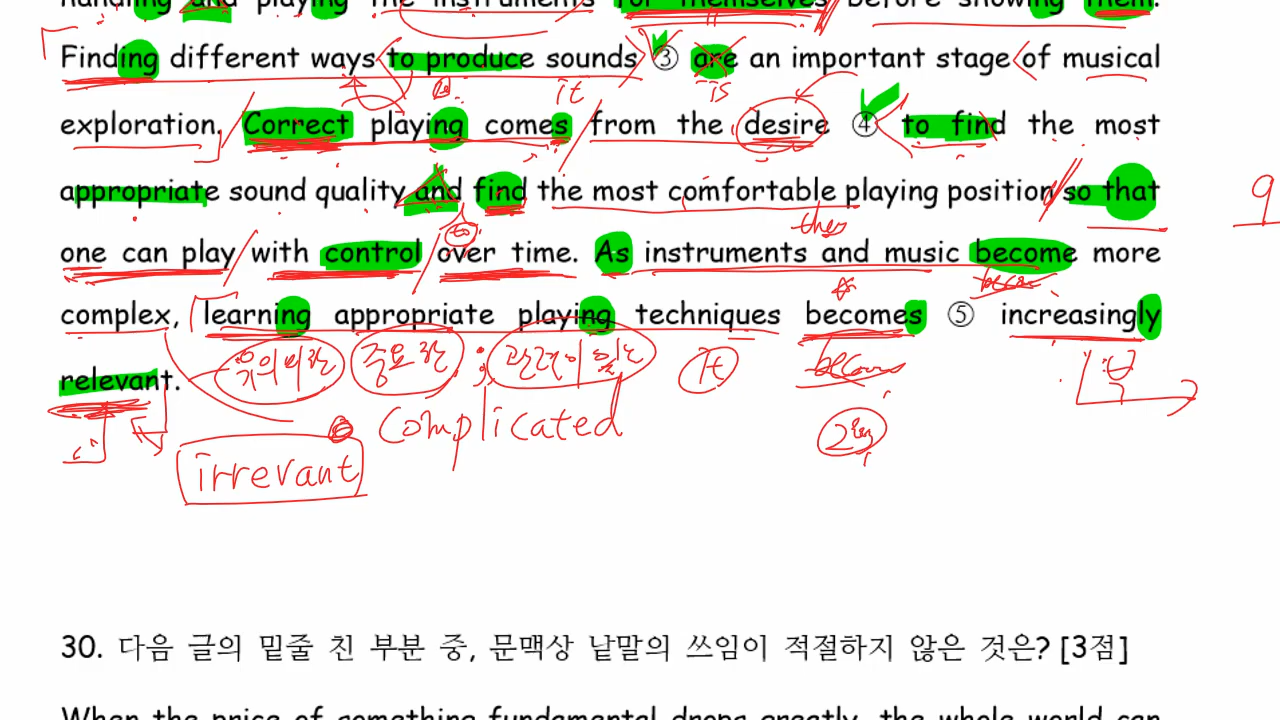 handling and playing the instruments for themselves before showing them.
Finding different ways to produce sounds ③ are an important stage of musical
it is
exploration. Correct playing comes from the desire ④ to find the most
appropriate sound quality and find the most comfortable playing position so that
9
to they
one can play with control over time. As instruments and music become more
complex, learning appropriate playing techniques becomes ⑤ increasingly
유의미한 중요한 ; 관련이 있는 It 부
relevant.
complicated
irrevant
30. 다음 글의 밑줄 친 부분 중, 문맥상 낱말의 쓰임이 적절하지 않은 것은? [3점]
When the price of something fundamental drops greatly, the whole world can